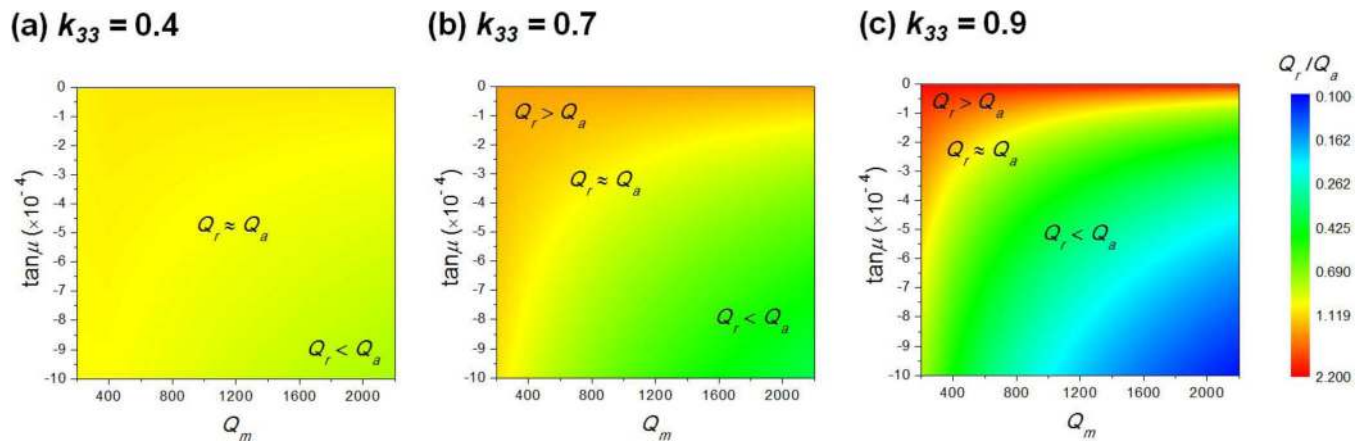 (a) k33 = 0.4
(b) k33 = 0.7
(c) k33 = 0.9
tanμ (×10⁻⁴)
0
-1
-2
-3
-4
-5
-6
-7
-8
-9
-10
Qr ≈ Qa
Qr < Qa
400 800 1200 1600 2000
Qm
tanμ (×10⁻⁴)
0
-1
-2
-3
-4
-5
-6
-7
-8
-9
-10
Qr > Qa
Qr ≈ Qa
Qr < Qa
400 800 1200 1600 2000
Qm
tanμ (×10⁻⁴)
0
-1
-2
-3
-4
-5
-6
-7
-8
-9
-10
Qr > Qa
Qr ≈ Qa
Qr < Qa
400 800 1200 1600 2000
Qm
Qr /Qa
0.100
0.162
0.262
0.425
0.690
1.119
2.200